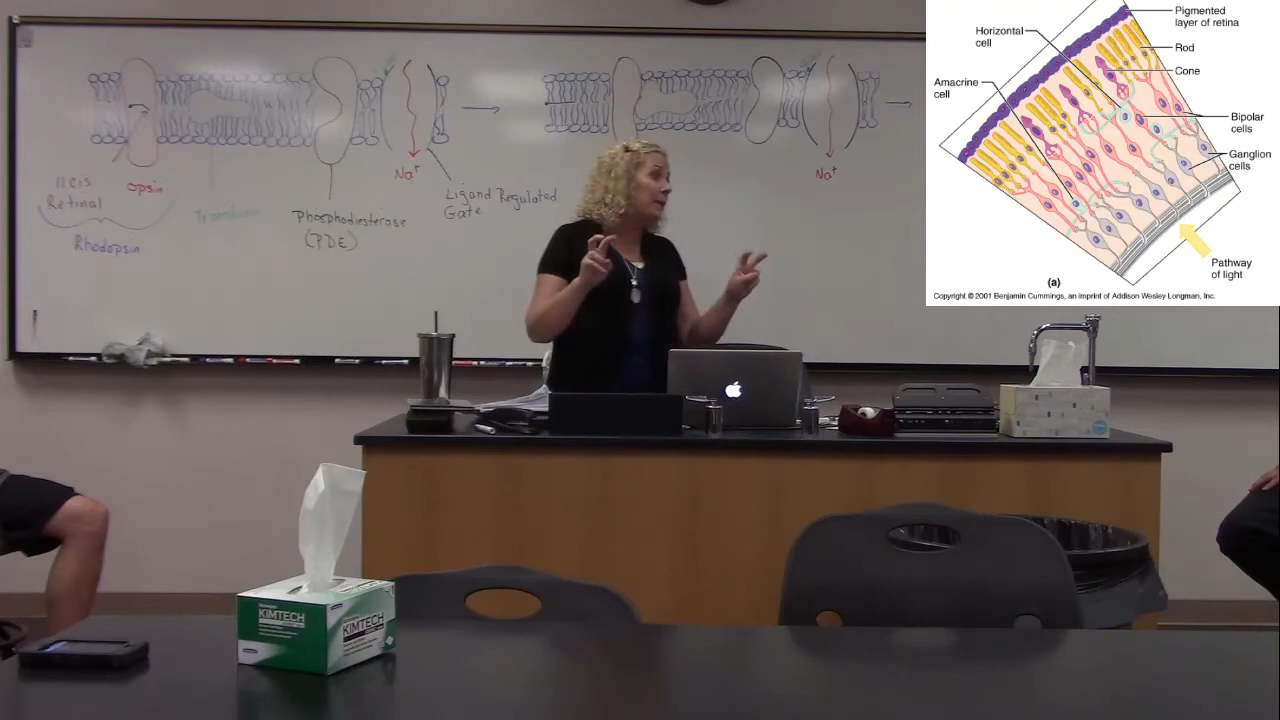 Na⁺
Na⁺
11 cis
Retinal
opsin
Rhodopsin
Transducin
Phosphodiesterase
(PDE)
Ligand Regulated
Gate
Pigmented
layer of retina
Horizontal
cell
Rod
Cone
Amacrine
cell
Bipolar
cells
Ganglion
cells
Pathway
of light
(a)
Copyright © 2001 Benjamin Cummings, an imprint of Addison Wesley Longman, Inc.
KIMTECH
KIMTECH